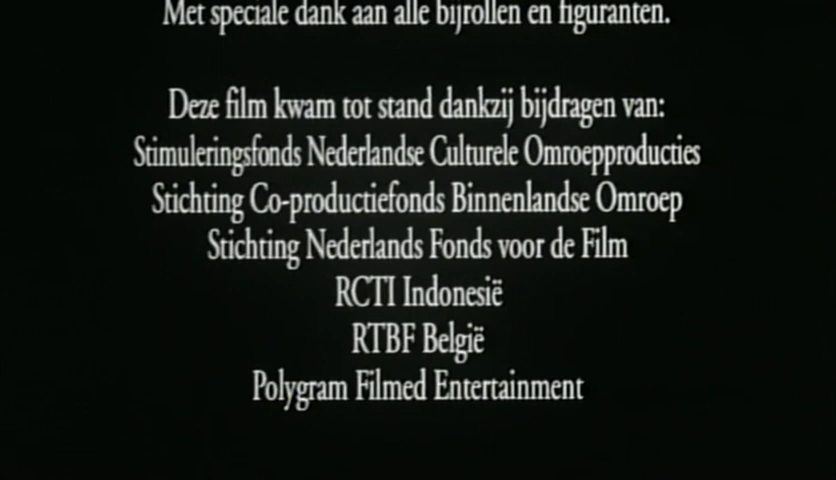 Met speciale dank aan alle bijrollen en figuranten.
Deze film kwam tot stand dankzij bijdragen van:
Stimuleringsfonds Nederlandse Culturele Omroepproducties
Stichting Co-productiefonds Binnenlandse Omroep
Stichting Nederlands Fonds voor de Film
RCTI Indonesië
RTBF België
Polygram Filmed Entertainment